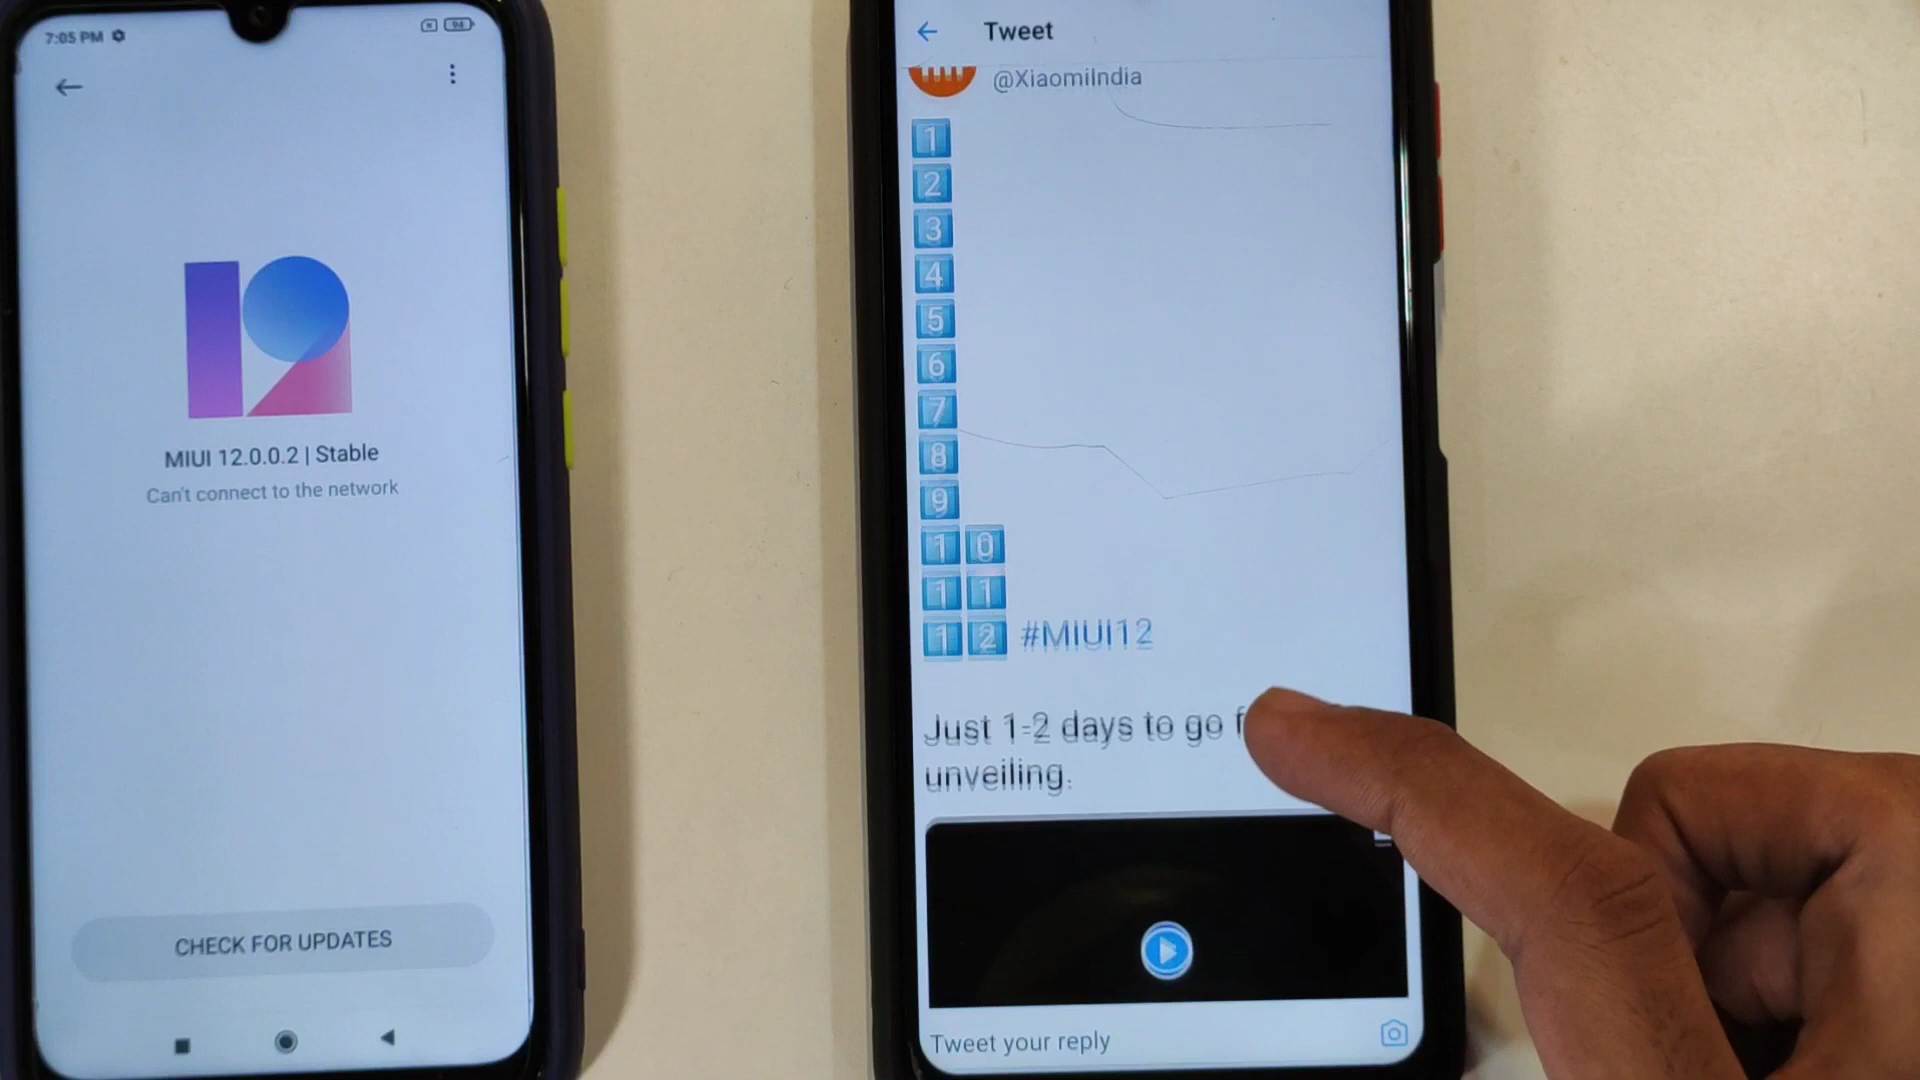 7:05 PM
94
MIUI 12.0.0.2 | Stable
Can't connect to the network
CHECK FOR UPDATES
Tweet
@XiaomiIndia
1
2
3
4
5
6
7
8
9
10
11
12 #MIUI12
Just 1-2 days to go
unveiling.
Tweet your reply